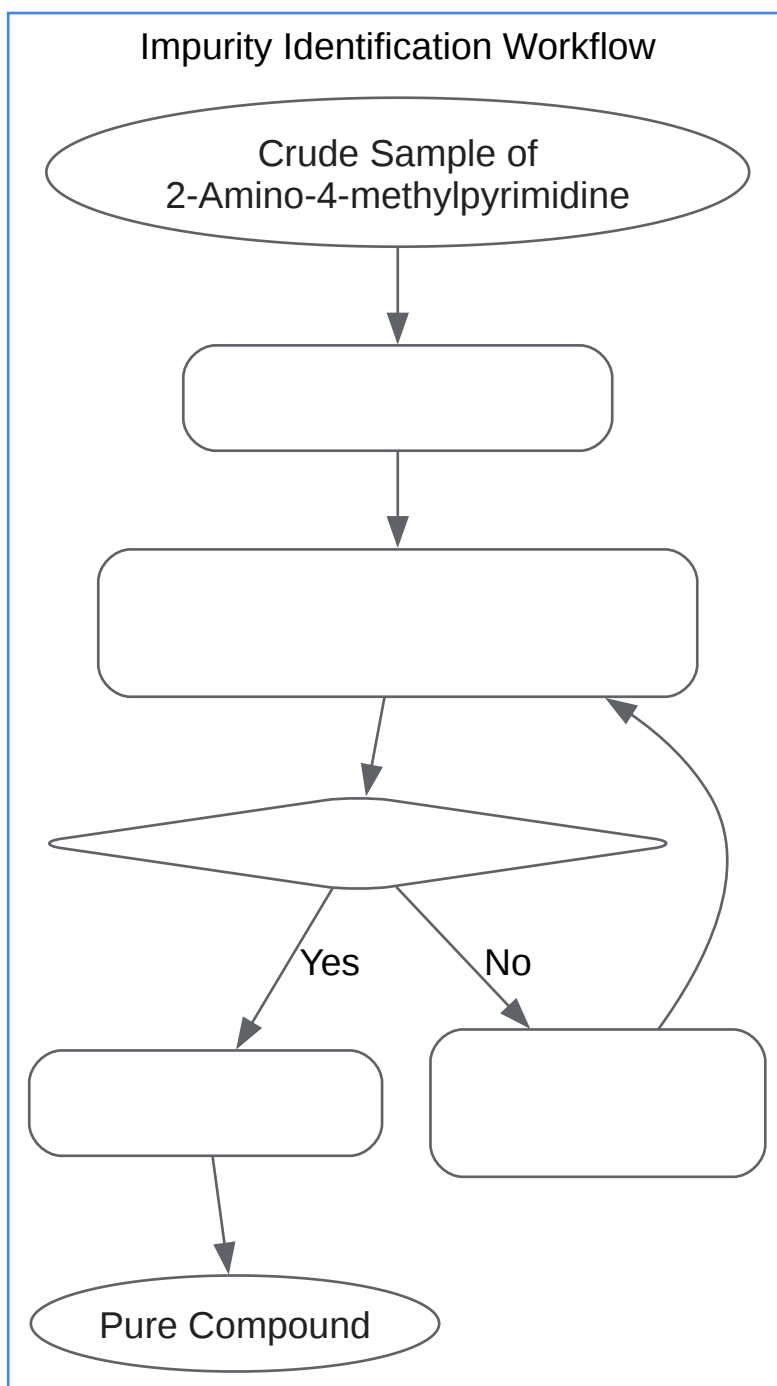 Impurity Identification Workflow
Crude Sample of
2-Amino-4-methylpyrimidine
Yes
No
Pure Compound